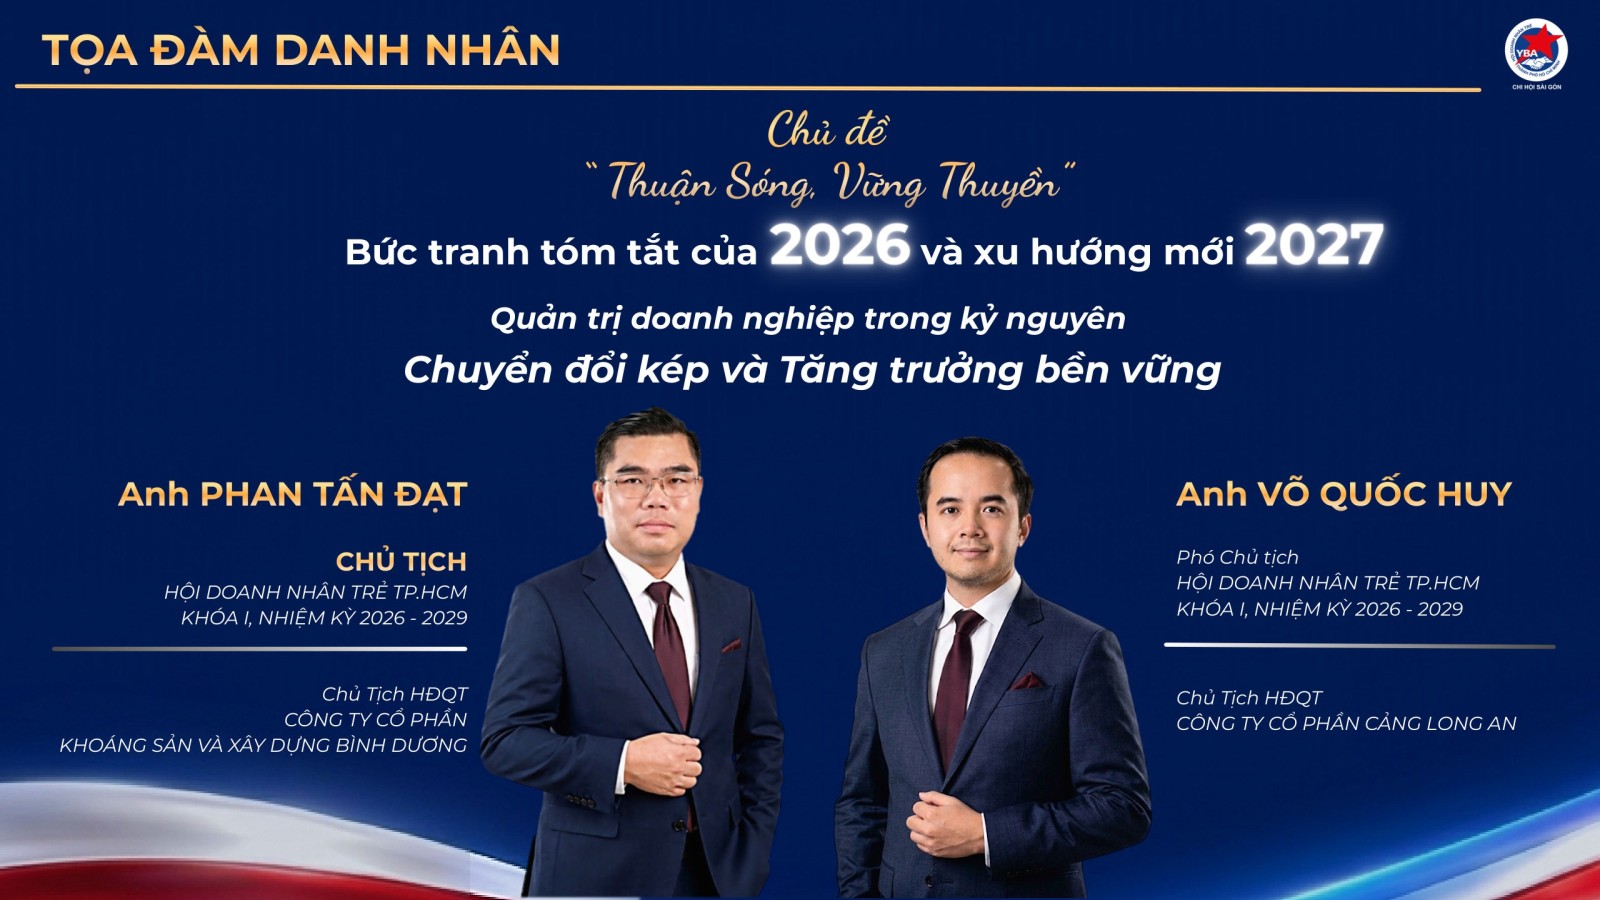 TỌA ĐÀM DANH NHÂN
YBA
CHI HỘI SÀI GÒN
Chủ đề
“Thuận Sóng, Vững Thuyền”
Bức tranh tóm tắt của 2026 và xu hướng mới 2027
Quản trị doanh nghiệp trong kỷ nguyên
Chuyển đổi kép và Tăng trưởng bền vững
Anh PHAN TẤN ĐẠT
CHỦ TỊCH
HỘI DOANH NHÂN TRẺ TP.HCM
KHÓA I, NHIỆM KỲ 2026 - 2029
Chủ Tịch HĐQT
CÔNG TY CỔ PHẦN
KHOÁNG SẢN VÀ XÂY DỰNG BÌNH DƯƠNG
Anh VÕ QUỐC HUY
Phó Chủ tịch
HỘI DOANH NHÂN TRẺ TP.HCM
KHÓA I, NHIỆM KỲ 2026 - 2029
Chủ Tịch HĐQT
CÔNG TY CỔ PHẦN CẢNG LONG AN